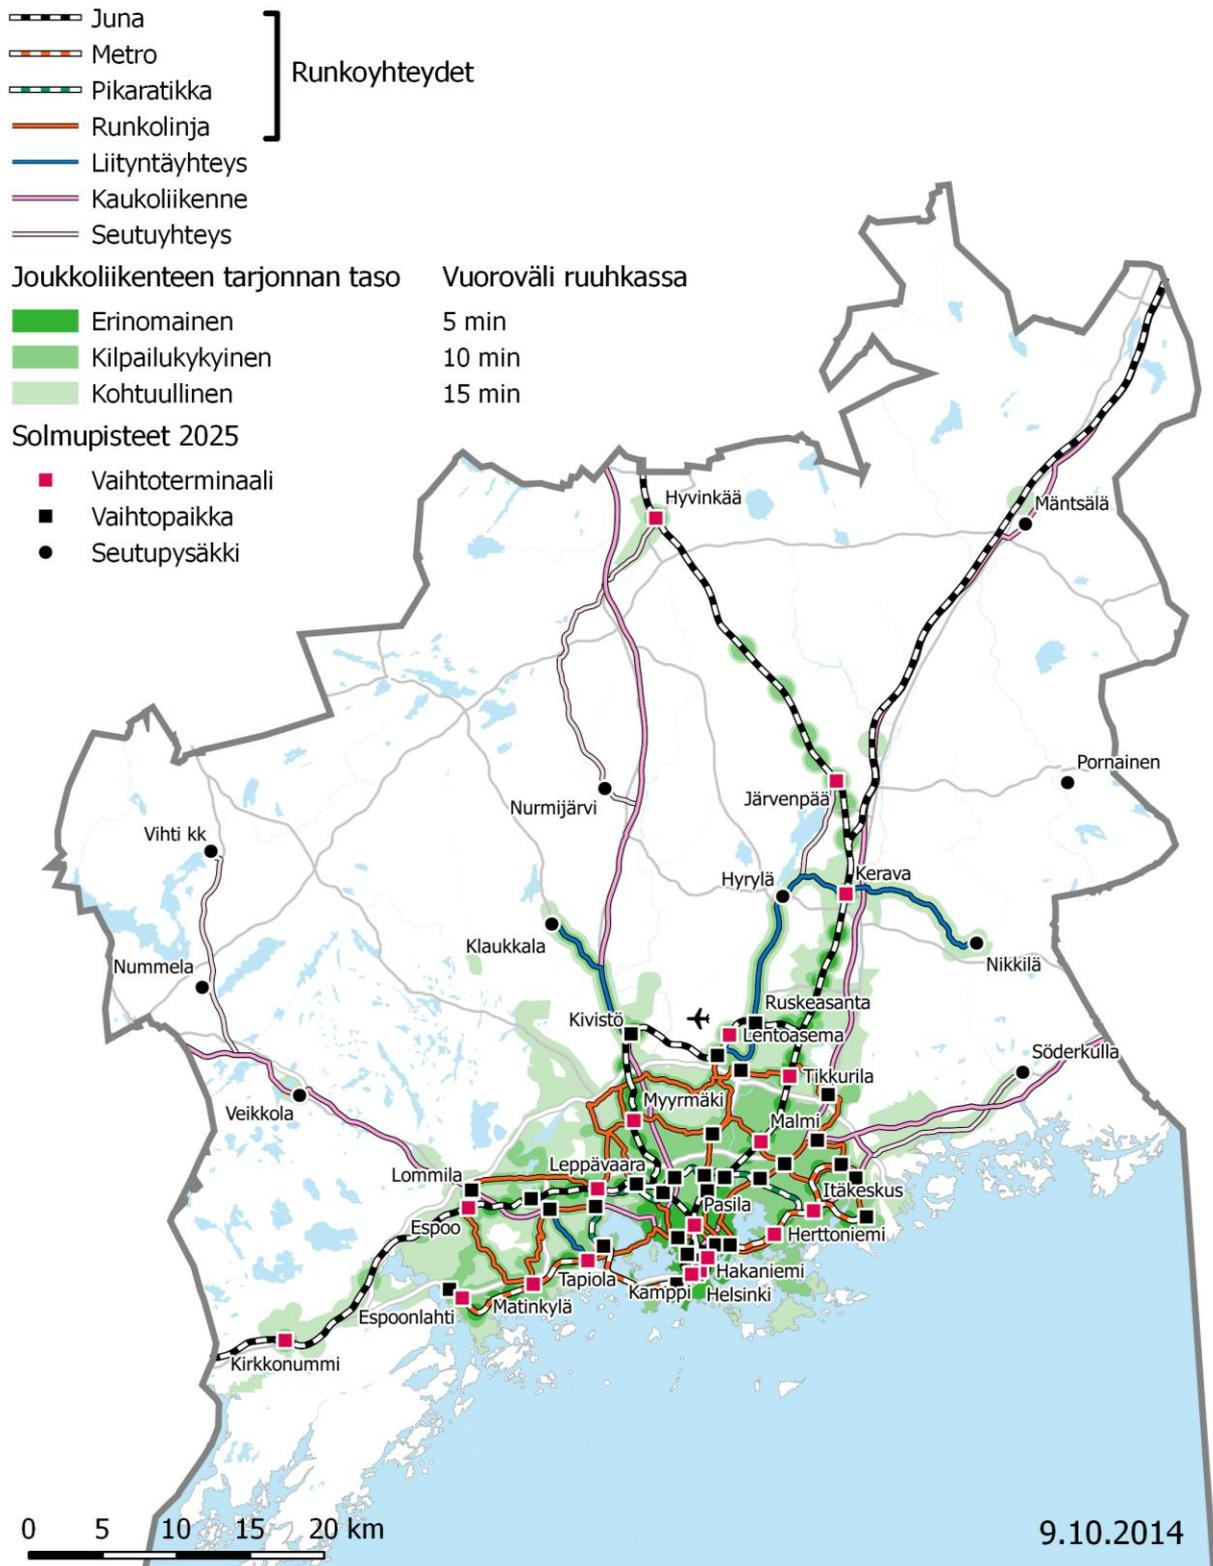 Juna
Metro
Pikaratikka
Runkolinja
Runkoyhteydet
Liityntäyhteys
Kaukoliikenne
Seutuyhteys
Joukkoliikenteen tarjonnan taso Vuoroväli ruuhkassa
Erinomainen 5 min
Kilpailukykyinen 10 min
Kohtuullinen 15 min
Solmupisteet 2025
Vaihtoterminaali
Vaihtopaikka
Seutupysäkki
Hyvinkää
Mäntsälä
Pornainen
Järvenpää
Nurmijärvi
Vihti kk
Kerava
Hyrylä
Klaukkala
Nikkilä
Nummela
Ruskeasanta
Kivistö
Lentoasema
Söderkulla
Tikkurila
Veikkola
Myyrmäki
Malmi
Leppävaara
Lommila
Itäkeskus
Pasila
Espoo
Herttoniemi
Hakaniemi
Tapiola
Kamppi
Helsinki
Matinkylä
Espoonlahti
Kirkkonummi
0 5 10 15 20 km
9.10.2014